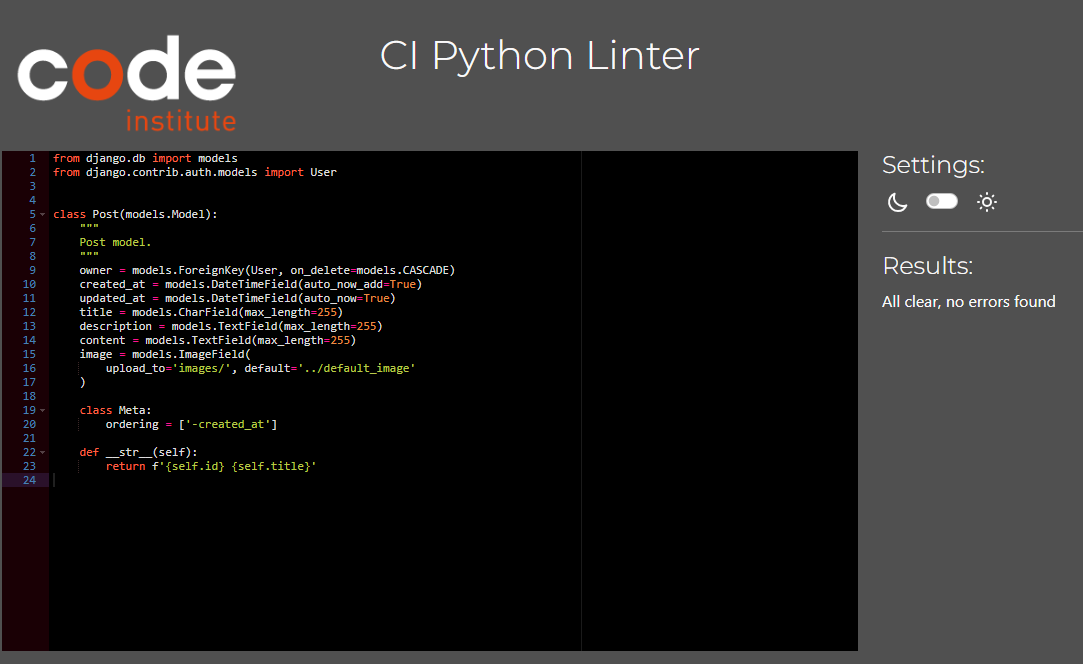 code
institute
CI Python Linter
1 from django.db import models
2 from django.contrib.auth.models import User
3
4
5 class Post(models.Model):
6     """
7     Post model.
8     """
9     owner = models.ForeignKey(User, on_delete=models.CASCADE)
10     created_at = models.DateTimeField(auto_now_add=True)
11     updated_at = models.DateTimeField(auto_now=True)
12     title = models.CharField(max_length=255)
13     description = models.TextField(max_length=255)
14     content = models.TextField(max_length=255)
15     image = models.ImageField(
16         upload_to='images/', default='../default_image'
17     )
18
19     class Meta:
20         ordering = ['-created_at']
21
22     def __str__(self):
23         return f'{self.id} {self.title}'
24
Settings:
Results:
All clear, no errors found